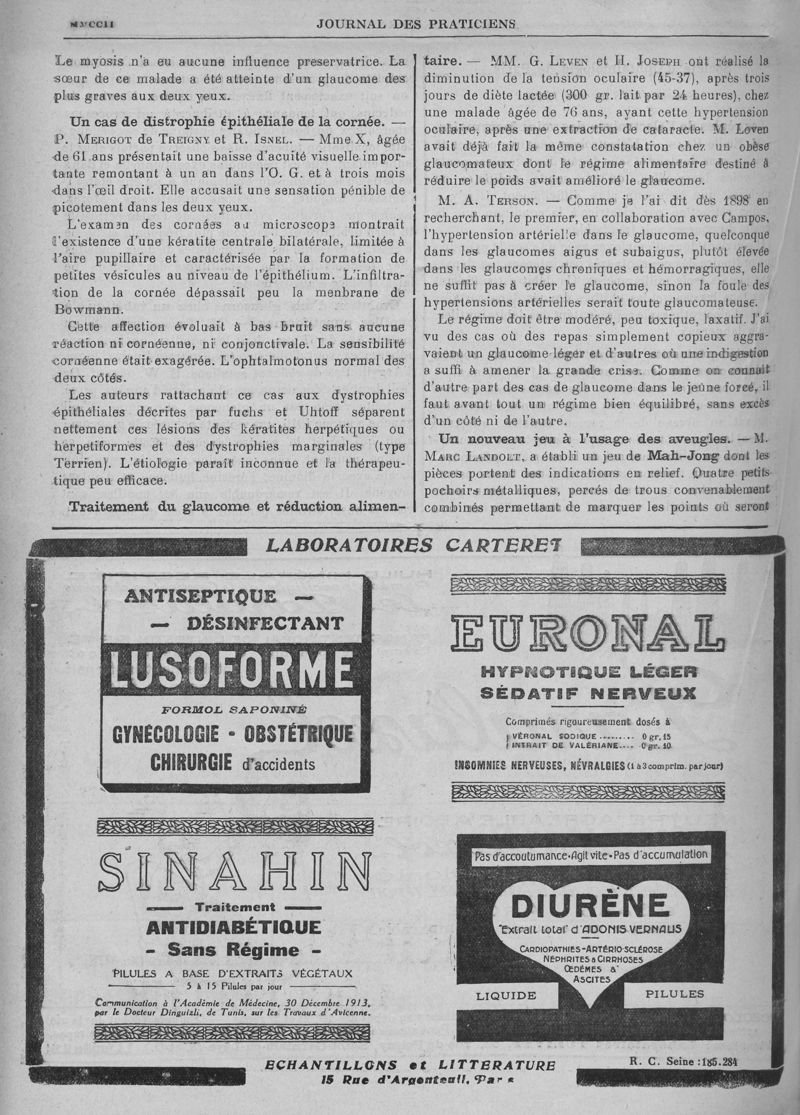 JOURNAL DES PRATICIENS
Le myosis n'a eu aucune influence preservatrice. La
sœur de ce malade a été atteinte d'un glaucome des
plus graves aux deux yeux.
Un cas de distrophie épithéliale de la cornée. —
P. MERIGOT de TREIGNY et R. ISNEL. — Mme X, âgée
de 61 ans présentait une baisse d'acuité visuelle impor-
tante remontant à un an dans l'O. G. et à trois mois
dans l'œil droit. Elle accusait une sensation pénible de
picotement dans les deux yeux.
L'examen des cornées au microscope montrait
l'existence d'une kératite centrale bilatérale, limitée à
l'aire pupillaire et caractérisée par la formation de
petites vésicules au niveau de l'épithélium. L'infiltra-
tion de la cornée dépassait peu la menbrane de
Bowmann.
Cette affection évoluait à bas bruit sans aucune
réaction ni cornéenne, ni conjonctivale. La sensibilité
cornéenne était exagérée. L'ophtalmotonus normal des
deux côtés.
Les auteurs rattachant ce cas aux dystrophies
épithéliales décrites par fuchs et Uhtoff séparent
nettement ces lésions des kératites herpétiques ou
herpetiformes et des dystrophies marginales (type
Terrien). L'étiologie paraît inconnue et la thérapeu-
tique peu efficace.
Traitement du glaucome et réduction alimen-
taire. — MM. G. LEVEN et H. JOSEPH ont réalisé la
diminution de la tension oculaire (45-37), après trois
jours de diète lactée (300 gr. lait par 24 heures), chez
une malade âgée de 76 ans, ayant cette hypertension
oculaire, après une extraction de cataracte. M. Loven
avait déjà fait la même constatation chez un obèse
glaucomateux dont le régime alimentaire destiné à
réduire le poids avait amélioré le glaucome.
M. A. TERSON. — Comme je l'ai dit dès 1898 en
recherchant, le premier, en collaboration avec Campos,
l'hypertension artérielle dans le glaucome, quelconque
dans les glaucomes aigus et subaigus, plutôt élevée
dans les glaucomes chroniques et hémorragiques, elle
ne suffit pas à créer le glaucome, sinon la foule des
hypertensions artérielles serait toute glaucomateuse.
Le régime doit être modéré, peu toxique, laxatif. J'ai
vu des cas où des repas simplement copieux aggra-
vaient un glaucome léger et d'autres où une indigestion
a suffi à amener la grande crise. Comme on connaît
d'autre part des cas de glaucome dans le jeûne forcé, il
faut avant tout un régime bien équilibré, sans excès
d'un côté ni de l'autre.
Un nouveau jeu à l'usage des aveugles. — M.
MARC LANDOLT, a établi un jeu de Mah-Jong dont les
pièces portent des indications en relief. Quatre petits
pochoirs métalliques, percés de trous convenablement
combinés permettant de marquer les points où seront
LABORATOIRES CARTERET
ANTISEPTIQUE —
— DÉSINFECTANT
LUSOFORME
FORMOL SAPONINÉ
GYNÉCOLOGIE - OBSTÉTRIQUE
CHIRURGIE d'accidents
EURONAL
HYPNOTIQUE LÉGER
SÉDATIF NERVEUX
Comprimés rigoureusement dosés à
VÉRONAL SODIQUE ......... 0 gr. 15
INTRAIT DE VALÉRIANE.... 0 gr. 10
INSOMNIES NERVEUSES, NÉVRALGIES (1 à 3 comprim. par jour)
SINAHIN
Traitement
ANTIDIABÉTIQUE
- Sans Régime -
PILULES A BASE D'EXTRAITS VÉGÉTAUX
5 à 15 Pilules par jour
Communication à l'Académie de Médecine, 30 Décembre 1913,
par le Docteur Dinguizli, de Tunis, sur les Travaux d'Avicenne.
Pas d'accoutumance • Agit vite • Pas d'accumulation
DIURÈNE
"Extrait total" d'ADONIS VERNALIS
CARDIOPATHIES - ARTÉRIO SCLÉROSE
NÉPHRITES & CIRRHOSES
ŒDÈMES &
ASCITES
LIQUIDE
PILULES
ECHANTILLONS et LITTERATURE
15 Rue d'Argenteuil,
R. C. Seine : 185.284